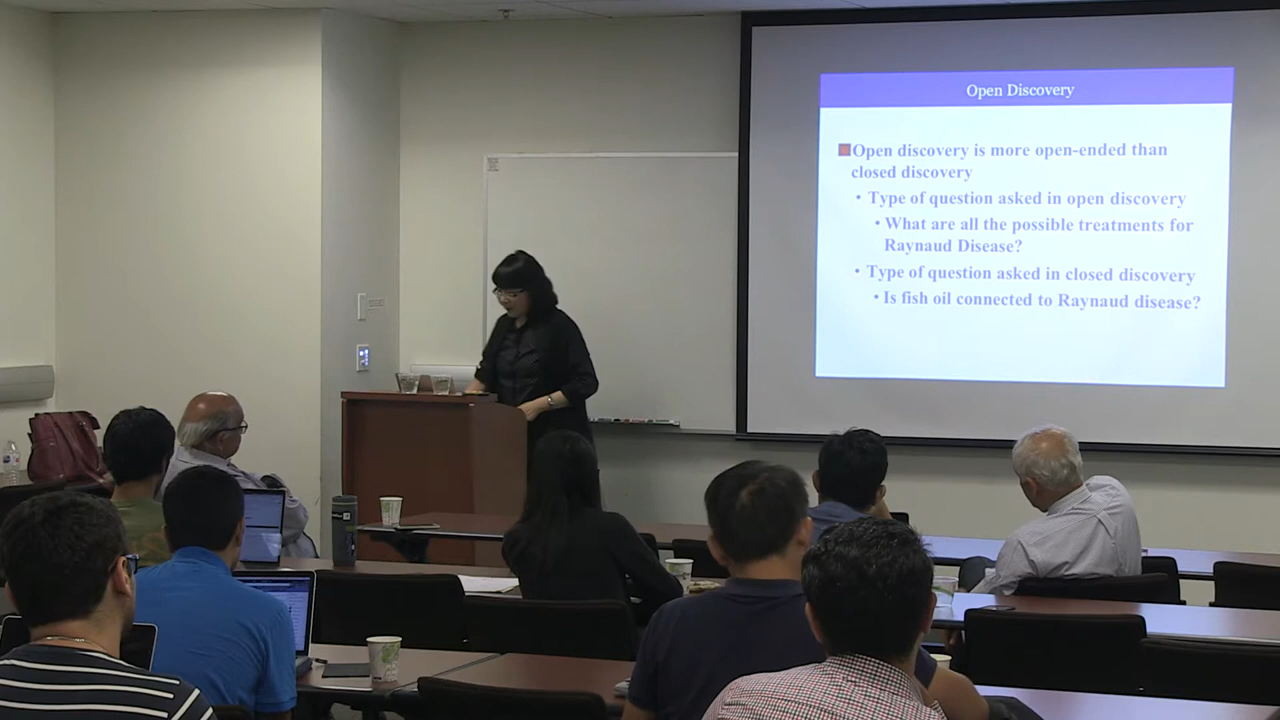 Open Discovery
Open discovery is more open-ended than
closed discovery
• Type of question asked in open discovery
• What are all the possible treatments for
Raynaud Disease?
• Type of question asked in closed discovery
• Is fish oil connected to Raynaud disease?